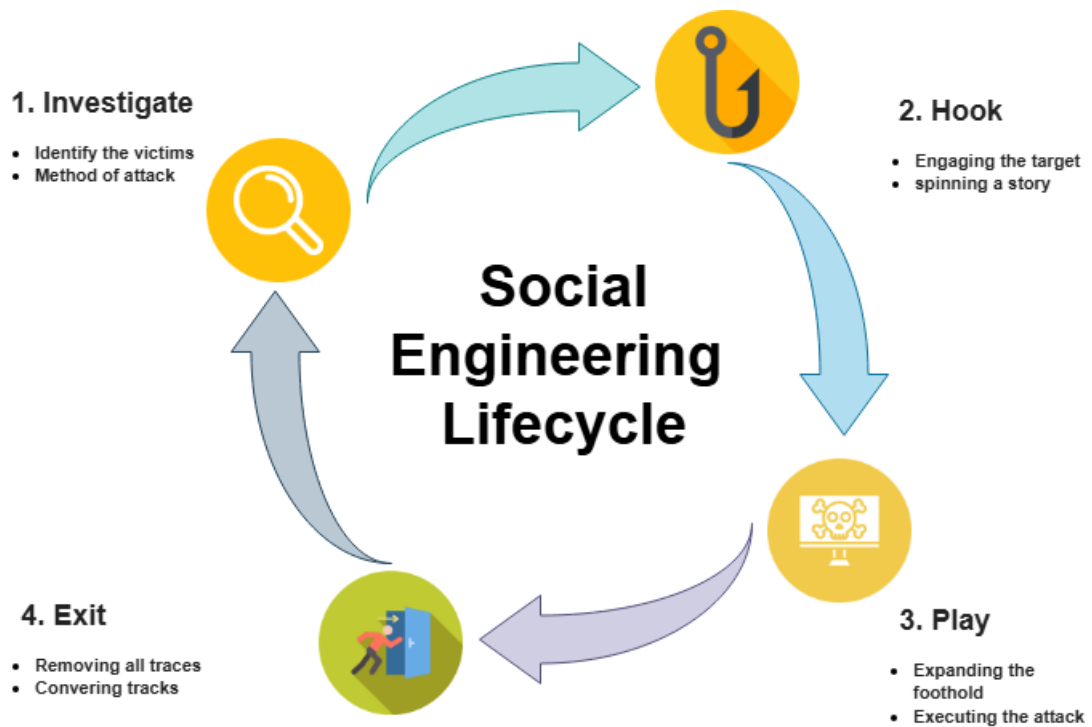 1. Investigate
• Identify the victims
• Method of attack
2. Hook
• Engaging the target
• spinning a story
Social
Engineering
Lifecycle
4. Exit
• Removing all traces
• Convering tracks
3. Play
• Expanding the
foothold
• Executing the attack